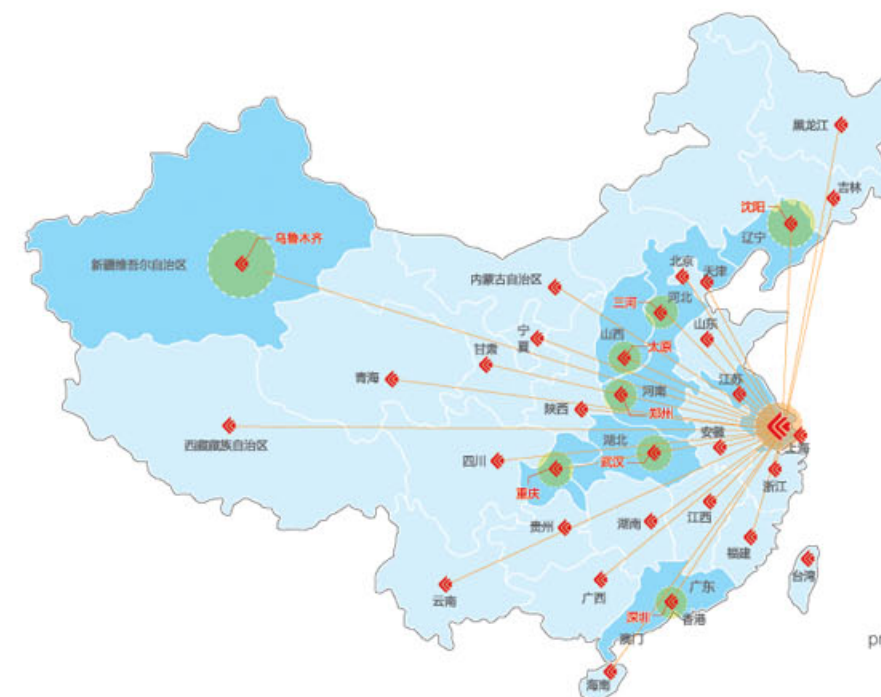 黑龙江
吉林
沈阳
辽宁
乌鲁木齐
新疆维吾尔自治区
北京
天津
内蒙古自治区
三河
河北
山西
太原
山东
宁
夏
甘肃
青海
江苏
河南
陕西
郑州
西藏藏族自治区
四川
湖北
武汉
安徽
上海
重庆
浙江
贵州
湖南
江西
福建
台湾
云南
广西
广东
深圳
香港
澳门
海南